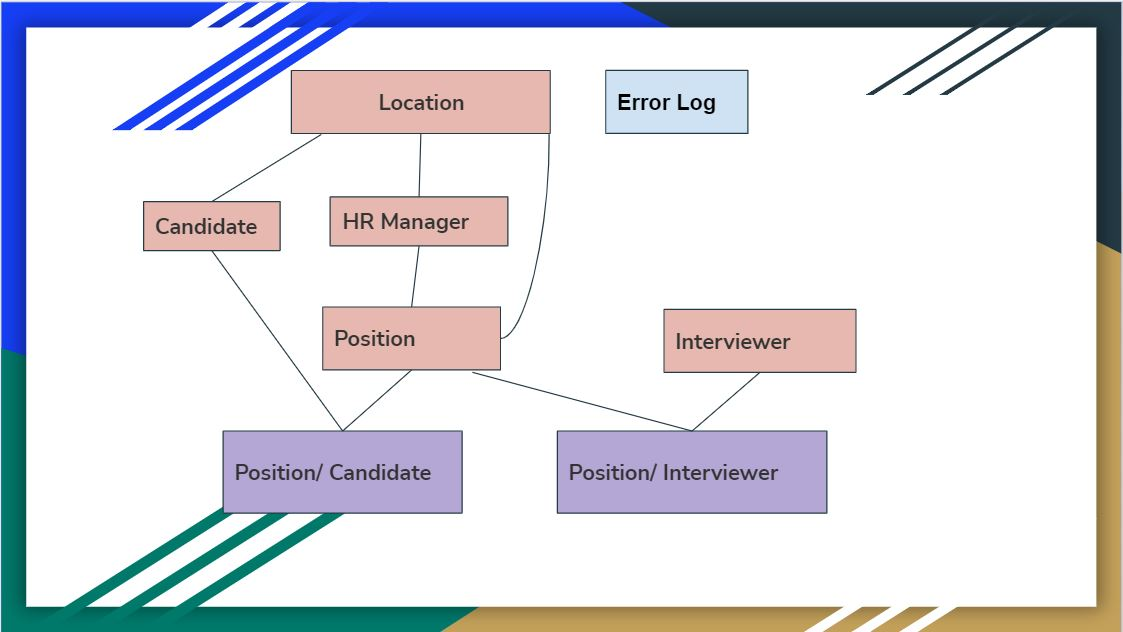 Location
Error Log
Candidate
HR Manager
Position
Interviewer
Position/ Candidate
Position/ Interviewer